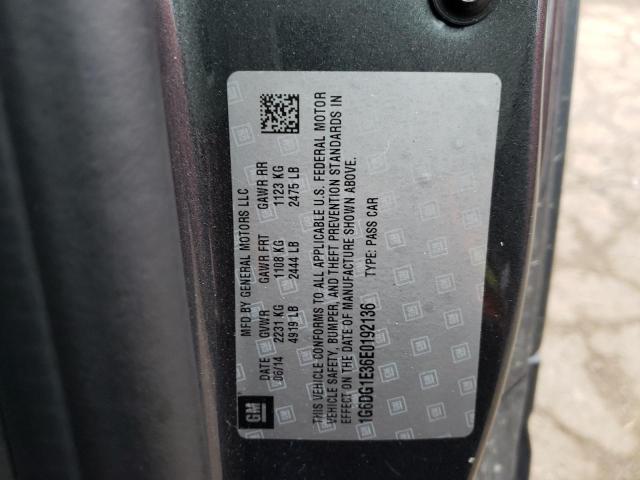 MFD BY GENERAL MOTORS LLC
DATE GVWR GAWR FRT GAWR RR
06/14 2231 KG 1108 KG 1123 KG
4919 LB 2444 LB 2475 LB
THIS VEHICLE CONFORMS TO ALL APPLICABLE U.S. FEDERAL MOTOR
VEHICLE SAFETY, BUMPER, AND THEFT PREVENTION STANDARDS IN
EFFECT ON THE DATE OF MANUFACTURE SHOWN ABOVE.
1G6DG1E36E0192136 TYPE: PASS CAR
GM